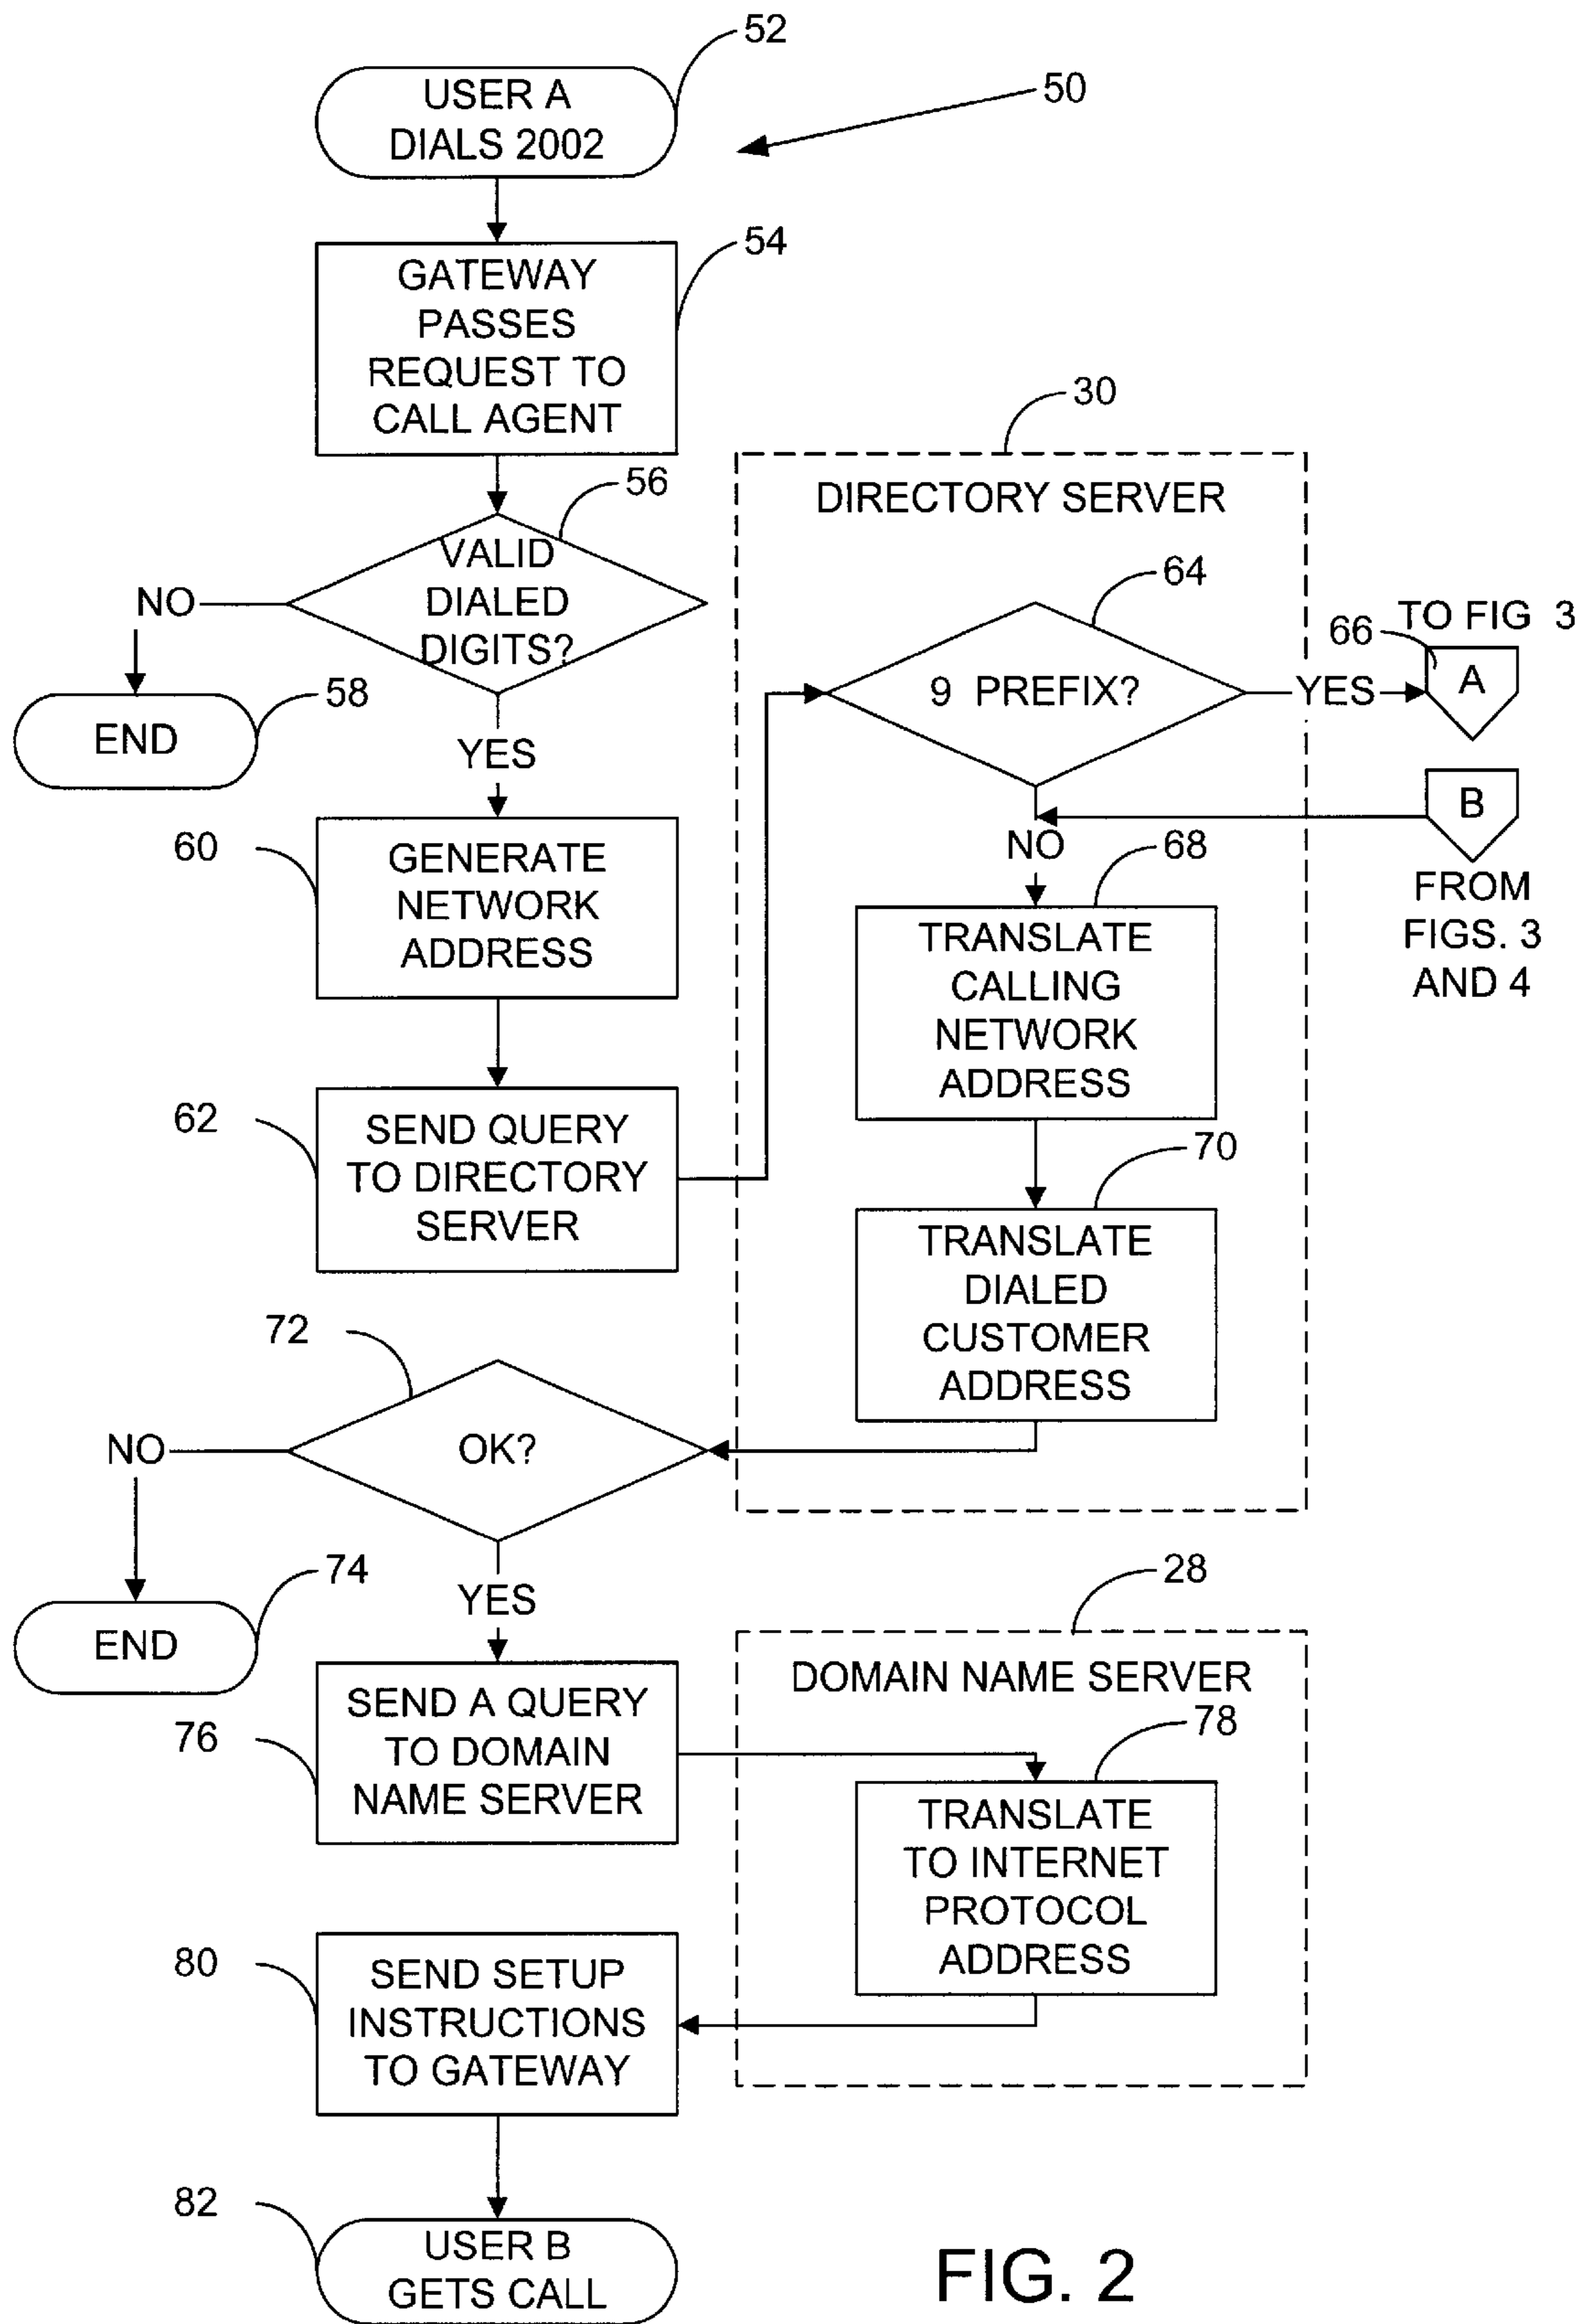 52
USER A
DIALS 2002
50
54
GATEWAY
PASSES
REQUEST TO
CALL AGENT
56
VALID
DIALED
DIGITS?
NO
58
END
YES
60
GENERATE
NETWORK
ADDRESS
62
SEND QUERY
TO DIRECTORY
SERVER
30
DIRECTORY SERVER
64
9 PREFIX?
YES
TO FIG 3
66
A
B
FROM
FIGS. 3
AND 4
NO
68
TRANSLATE
CALLING
NETWORK
ADDRESS
70
TRANSLATE
DIALED
CUSTOMER
ADDRESS
72
OK?
NO
74
END
YES
76
SEND A QUERY
TO DOMAIN
NAME SERVER
28
DOMAIN NAME SERVER
78
TRANSLATE
TO INTERNET
PROTOCOL
ADDRESS
80
SEND SETUP
INSTRUCTIONS
TO GATEWAY
82
USER B
GETS CALL
FIG. 2